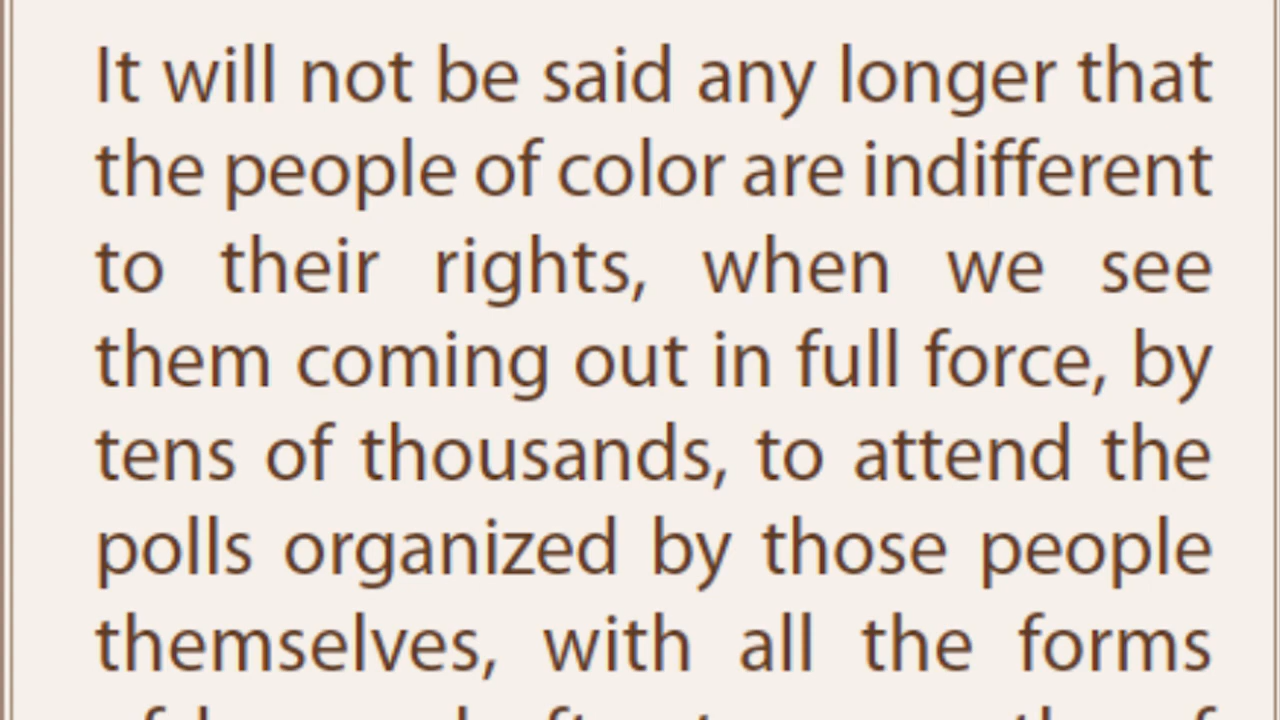 It will not be said any longer that
the people of color are indifferent
to their rights, when we see
them coming out in full force, by
tens of thousands, to attend the
polls organized by those people
themselves, with all the forms